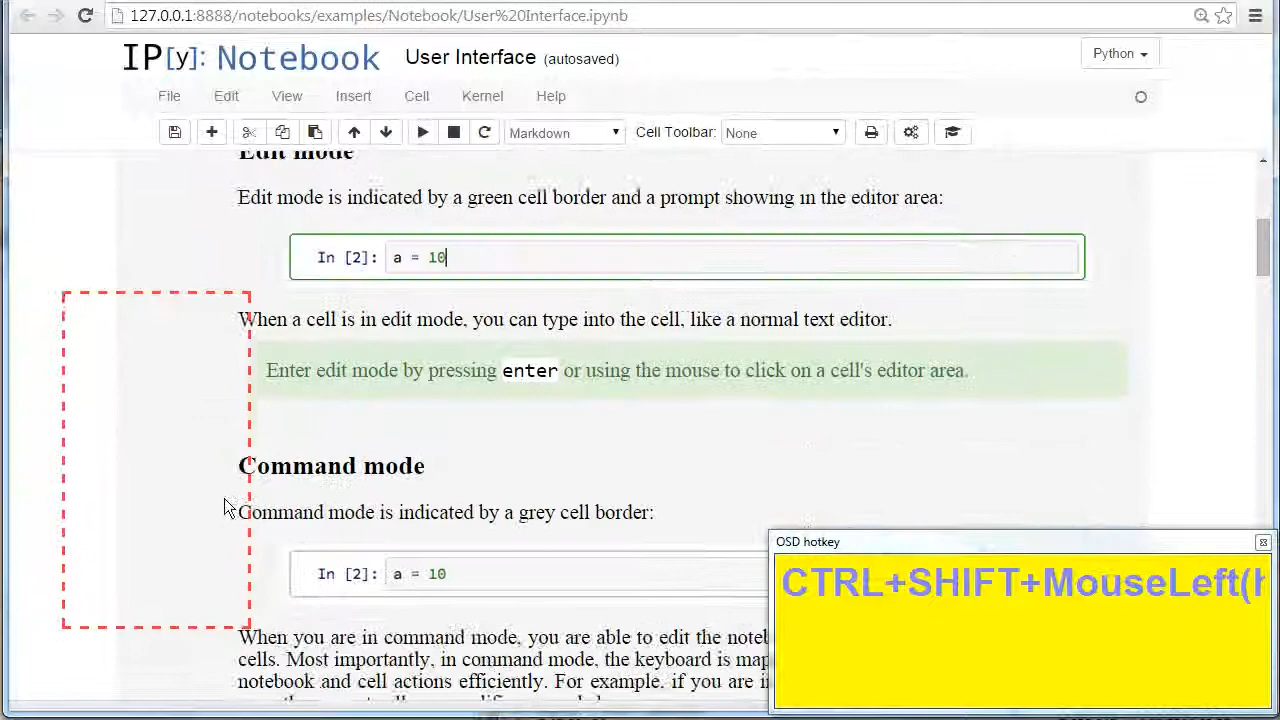 127.0.0.1:8888/notebooks/examples/Notebook/User%20Interface.ipynb
IP[y]: Notebook User Interface (autosaved) Python
File Edit View Insert Cell Kernel Help
Markdown Cell Toolbar: None
Edit mode
Edit mode is indicated by a green cell border and a prompt showing in the editor area:
In [2]: a = 10
When a cell is in edit mode, you can type into the cell, like a normal text editor.
Enter edit mode by pressing enter or using the mouse to click on a cell's editor area.
Command mode
Command mode is indicated by a grey cell border:
In [2]: a = 10
When you are in command mode, you are able to edit the noteb
cells. Most importantly, in command mode, the keyboard is map
notebook and cell actions efficiently. For example, if you are in
OSD hotkey
CTRL+SHIFT+MouseLeft(h